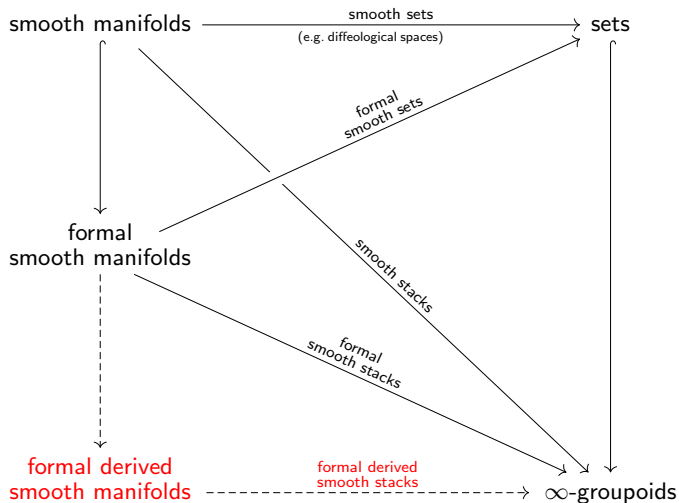 smooth manifolds
smooth sets
(e.g. diffeological spaces)
sets
formal
smooth sets
formal
smooth manifolds
smooth stacks
formal
smooth stacks
formal derived
smooth manifolds
formal derived
smooth stacks
∞-groupoids